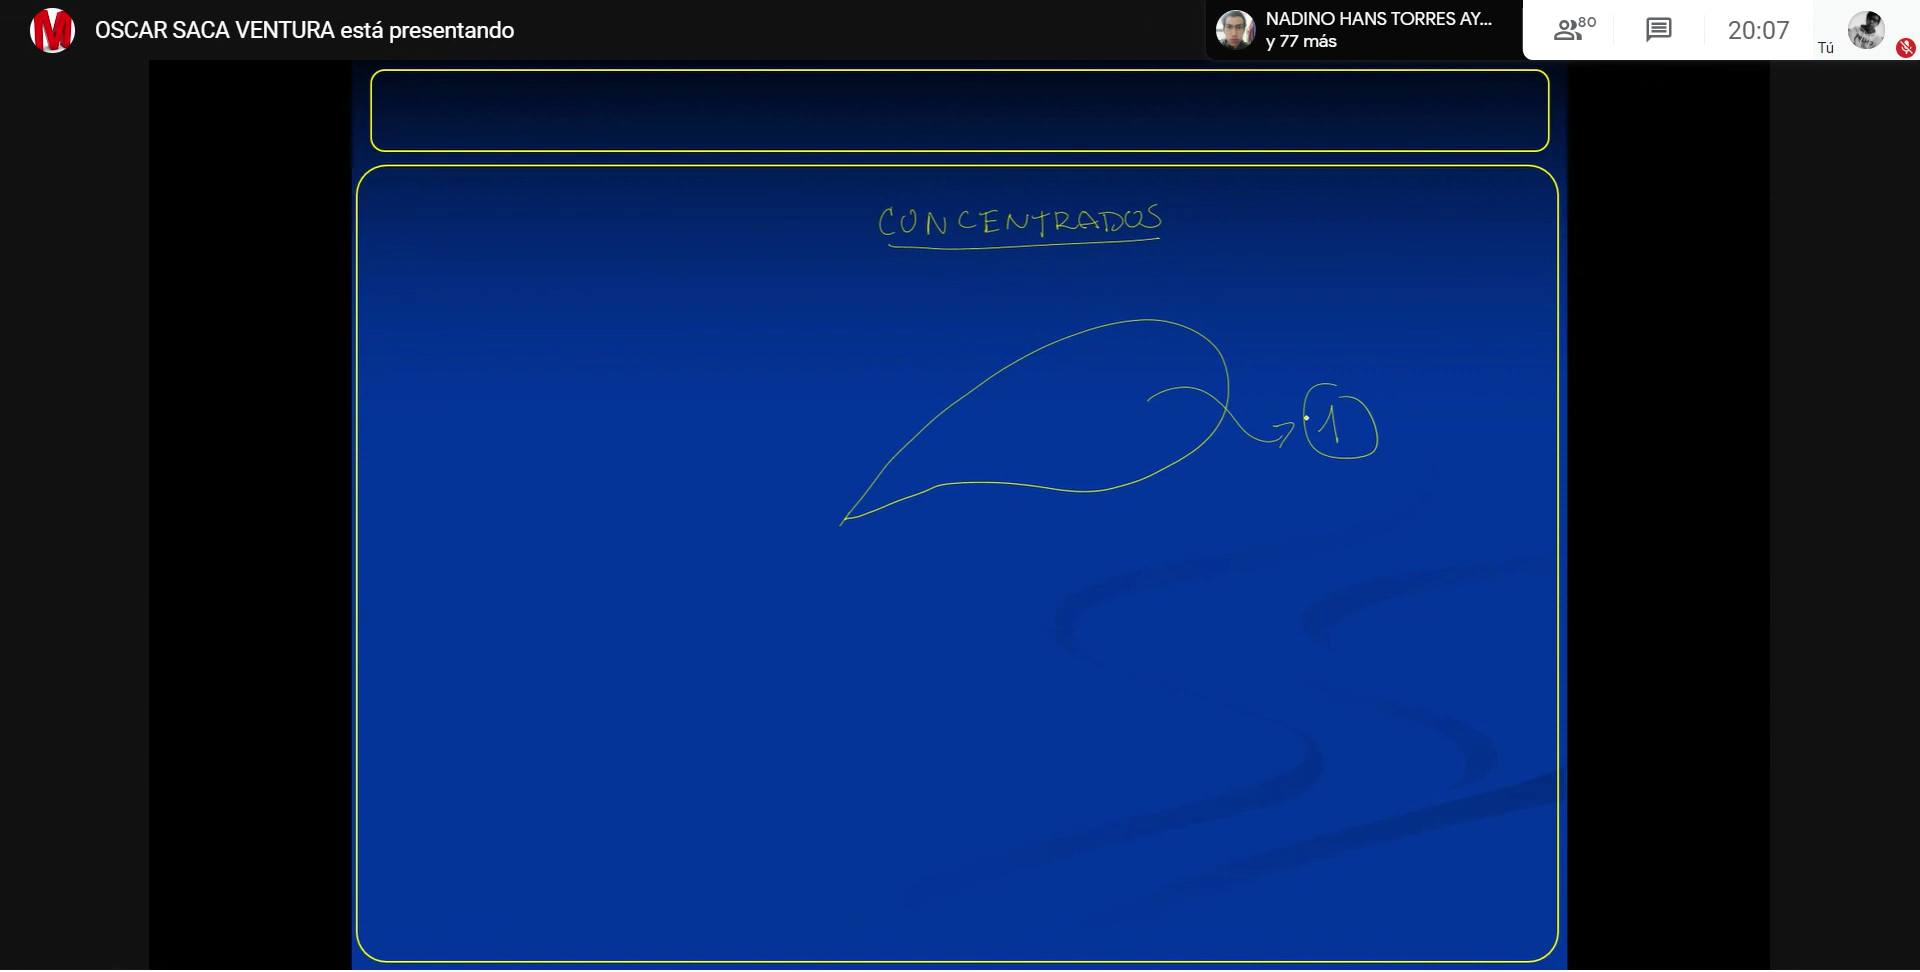 M OSCAR SACA VENTURA está presentando
NADINO HANS TORRES AY...
y 77 más
80
20:07
Tú
CONCENTRADOS
1